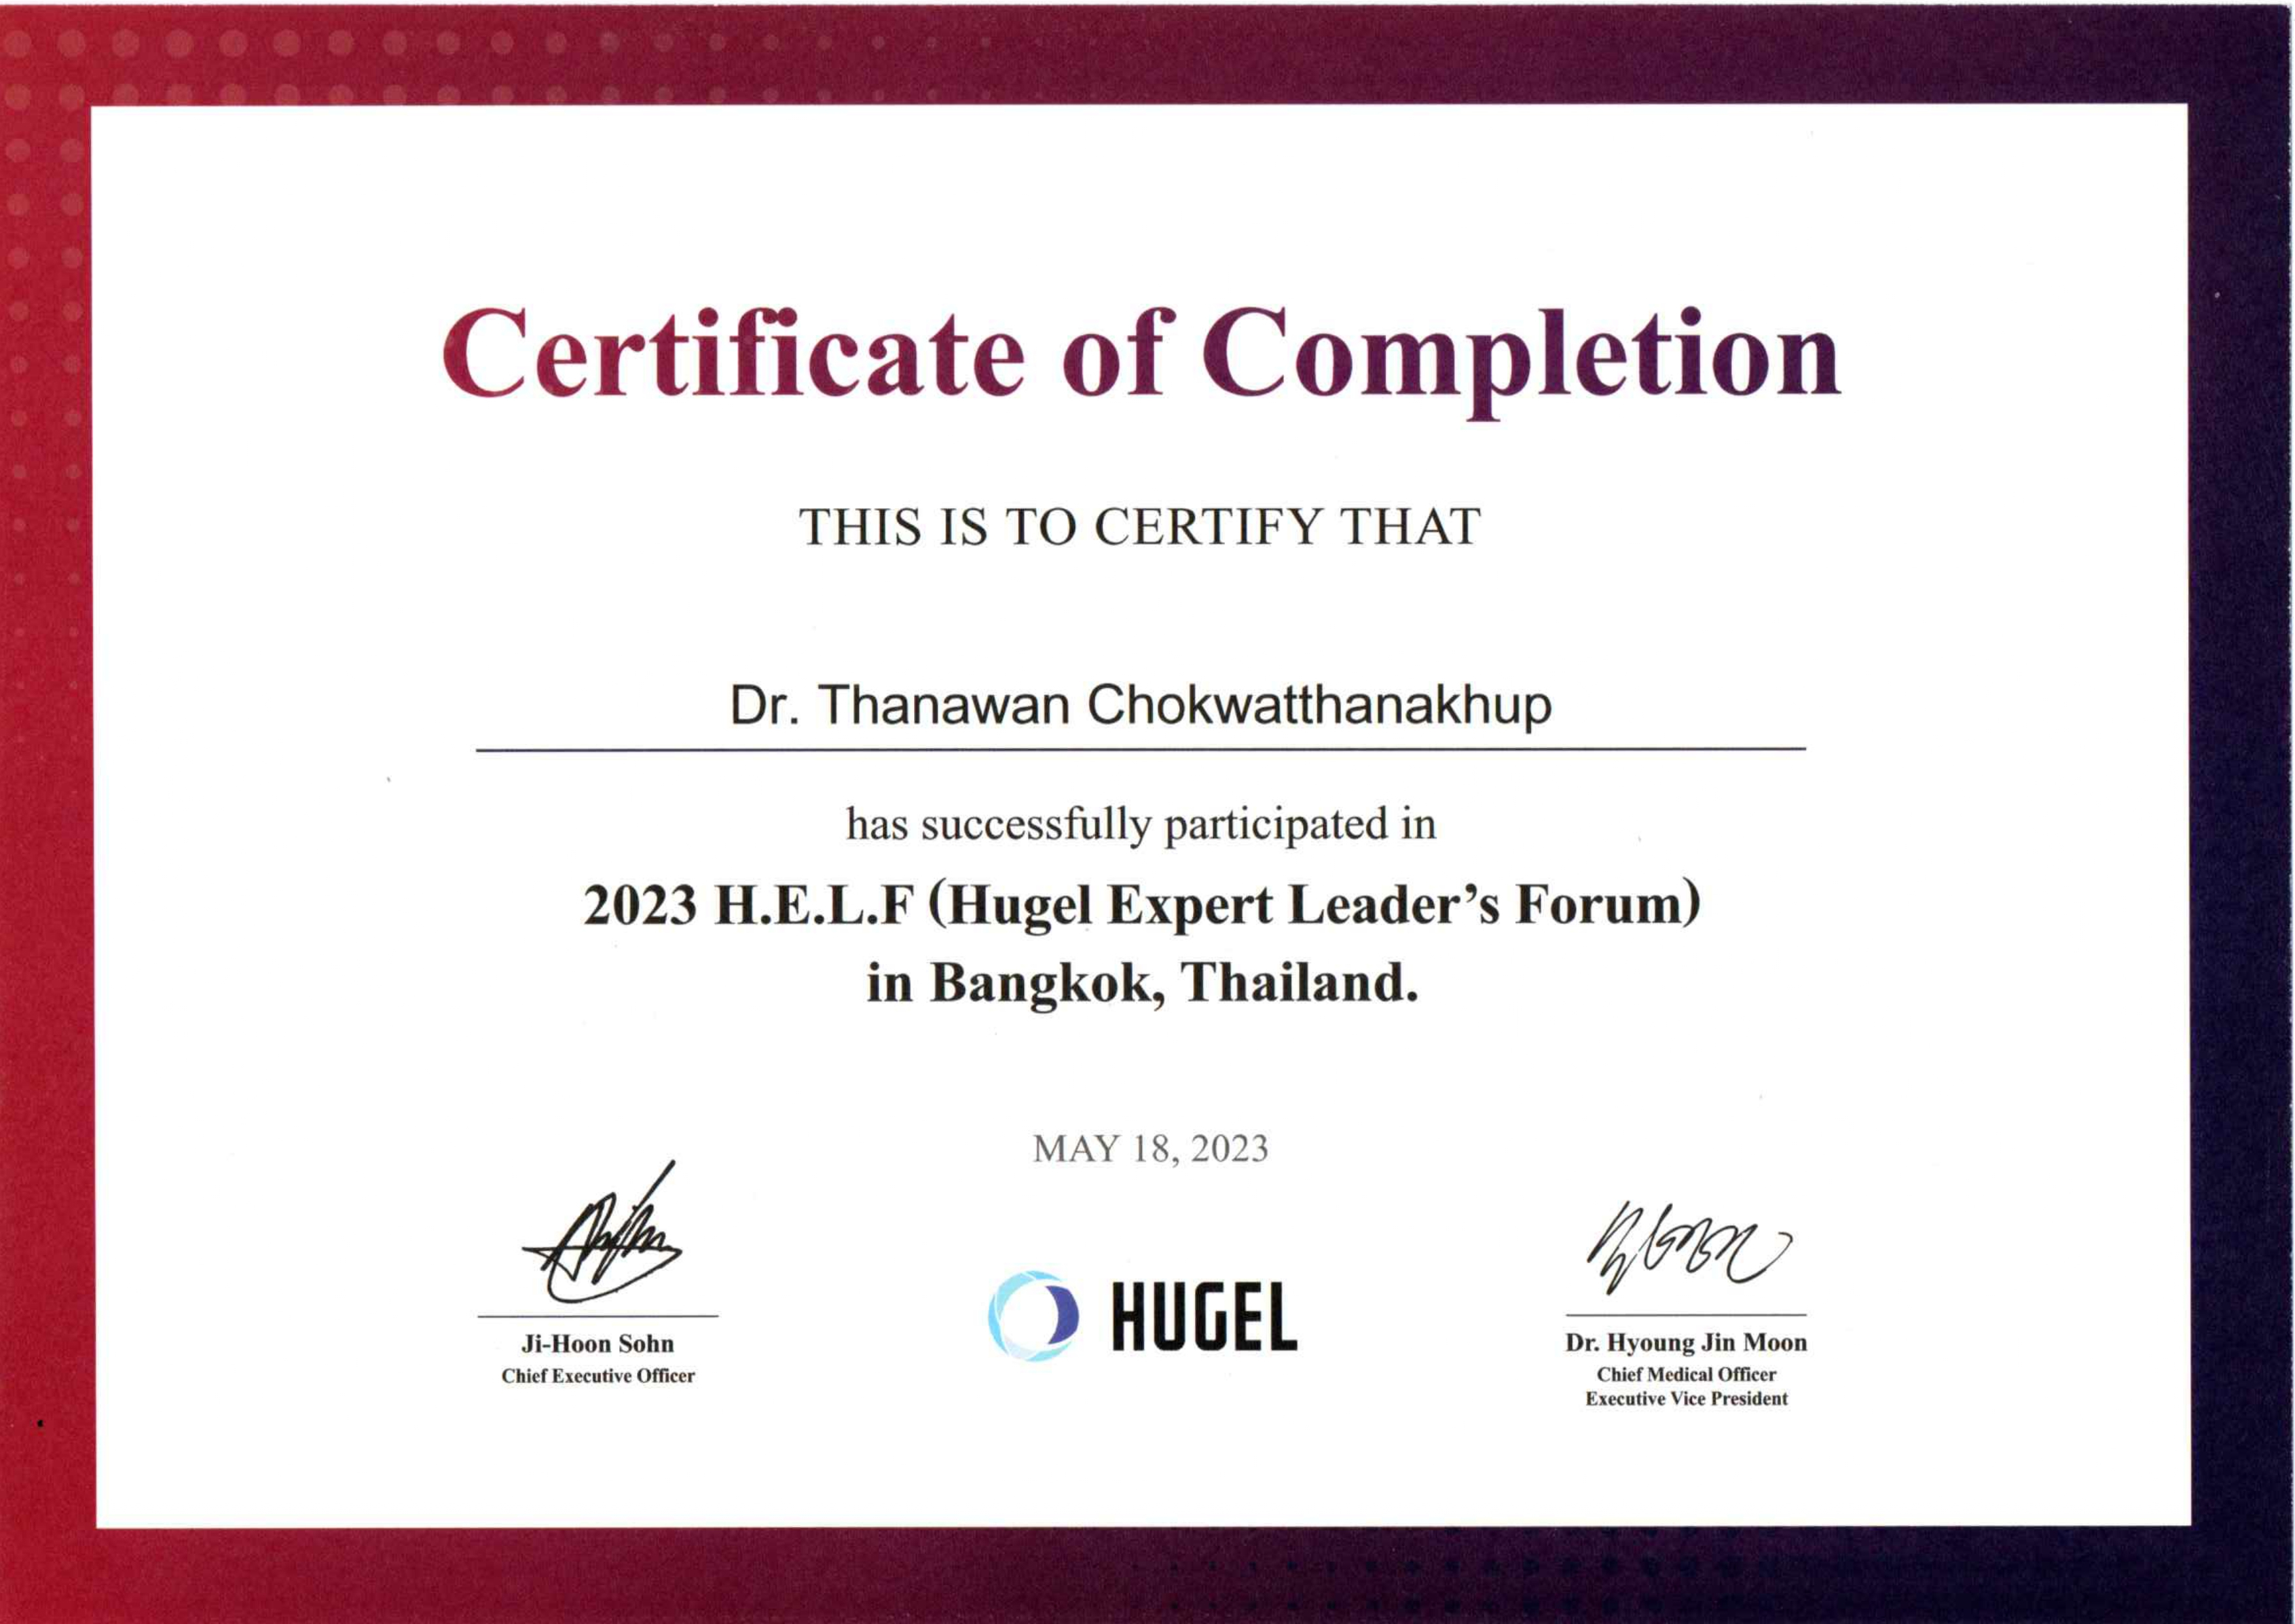 Certificate of Completion
THIS IS TO CERTIFY THAT
Dr. Thanawan Chokwatthanakhup
has successfully participated in
2023 H.E.L.F (Hugel Expert Leader’s Forum)
in Bangkok, Thailand.
MAY 18, 2023
HUGEL
Ji-Hoon Sohn
Chief Executive Officer
Dr. Hyoung Jin Moon
Chief Medical Officer
Executive Vice President